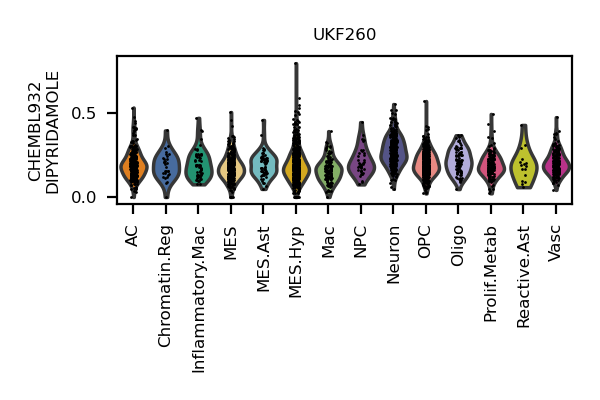 UKF260
CHEMBL932
DIPYRIDAMOLE
0.5
0.0
AC
Chromatin.Reg
Inflammatory.Mac
MES
MES.Ast
MES.Hyp
Mac
NPC
Neuron
OPC
Oligo
Prolif.Metab
Reactive.Ast
Vasc